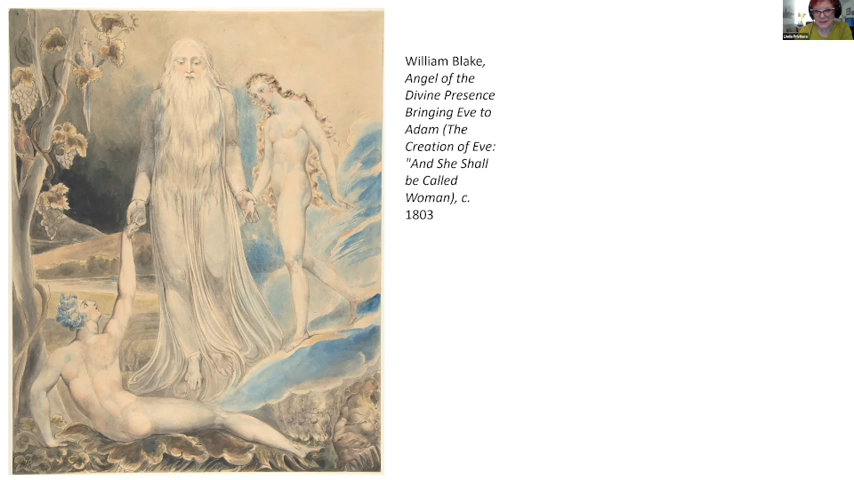 William Blake,
Angel of the
Divine Presence
Bringing Eve to
Adam (The
Creation of Eve:
"And She Shall
be Called
Woman), c.
1803